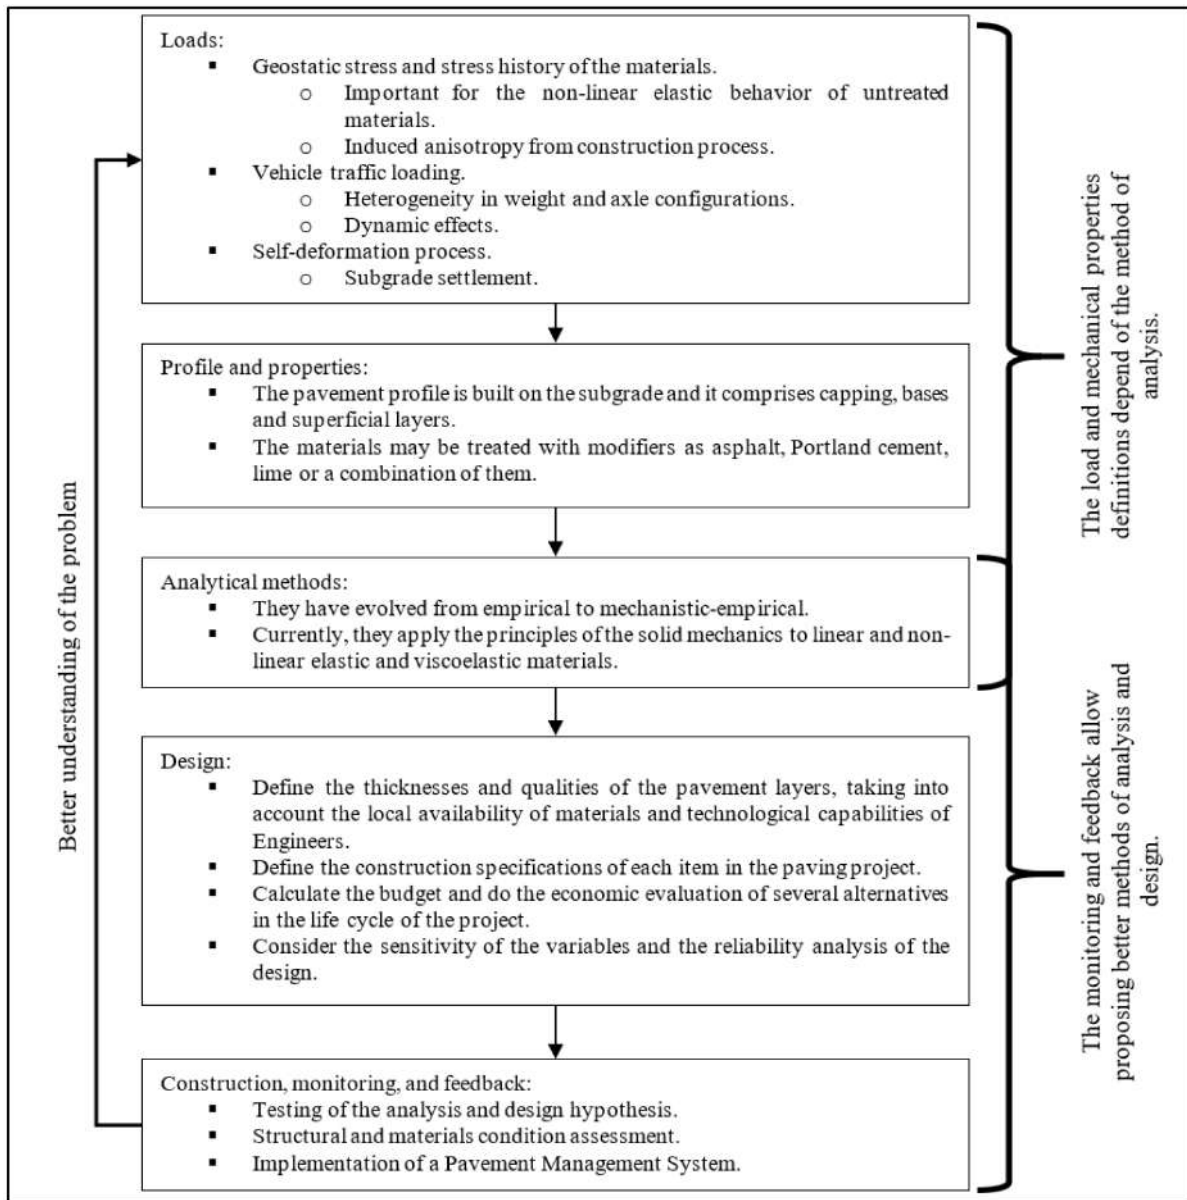 Loads:
▪ Geostatic stress and stress history of the materials.
o Important for the non-linear elastic behavior of untreated
materials.
o Induced anisotropy from construction process.
▪ Vehicle traffic loading.
o Heterogeneity in weight and axle configurations.
o Dynamic effects.
▪ Self-deformation process.
o Subgrade settlement.
Profile and properties:
▪ The pavement profile is built on the subgrade and it comprises capping, bases
and superficial layers.
▪ The materials may be treated with modifiers as asphalt, Portland cement,
lime or a combination of them.
Analytical methods:
▪ They have evolved from empirical to mechanistic-empirical.
▪ Currently, they apply the principles of the solid mechanics to linear and non-
linear elastic and viscoelastic materials.
Design:
▪ Define the thicknesses and qualities of the pavement layers, taking into
account the local availability of materials and technological capabilities of
Engineers.
▪ Define the construction specifications of each item in the paving project.
▪ Calculate the budget and do the economic evaluation of several alternatives
in the life cycle of the project.
▪ Consider the sensitivity of the variables and the reliability analysis of the
design.
Construction, monitoring, and feedback:
▪ Testing of the analysis and design hypothesis.
▪ Structural and materials condition assessment.
▪ Implementation of a Pavement Management System.
Better understanding of the problem
The load and mechanical properties
definitions depend of the method of
analysis.
The monitoring and feedback allow
proposing better methods of analysis and
design.